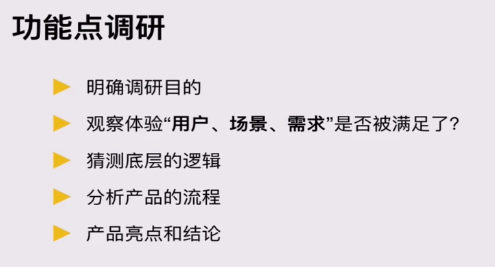 功能点调研
明确调研目的
观察体验“用户、场景、需求”是否被满足了？
猜测底层的逻辑
分析产品的流程
产品亮点和结论